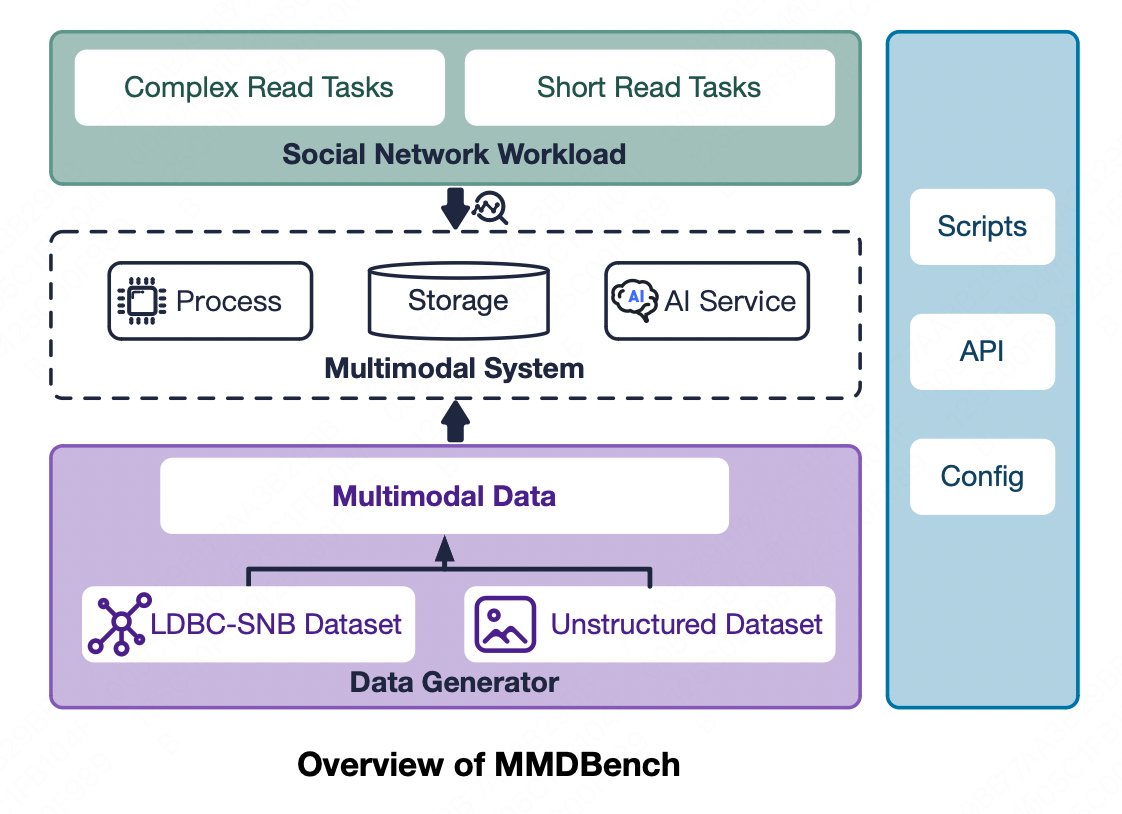 Complex Read Tasks
Short Read Tasks
Social Network Workload
Process
Storage
AI
AI Service
Multimodal System
Multimodal Data
LDBC-SNB Dataset
Unstructured Dataset
Data Generator
Scripts
API
Config
Overview of MMDBench